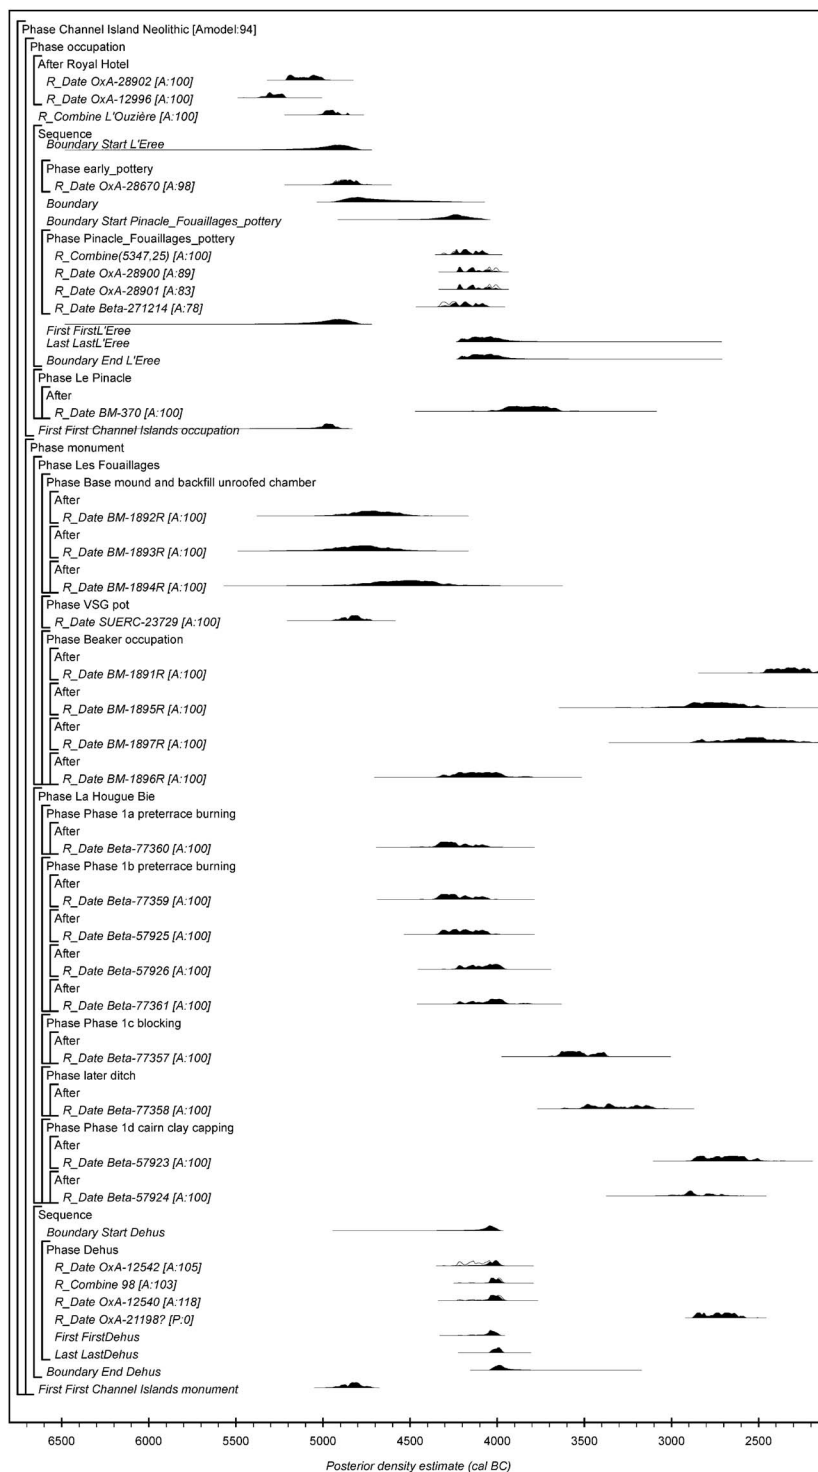 Phase Channel Island Neolithic [Amodel:94]
Phase occupation
After Royal Hotel
R_Date OxA-28902 [A:100]
R_Date OxA-12996 [A:100]
R_Combine L'Ouzière [A:100]
Sequence
Boundary Start L'Eree
Phase early_pottery
R_Date OxA-28670 [A:98]
Boundary
Boundary Start Pinacle_Fouaillages_pottery
Phase Pinacle_Fouaillages_pottery
R_Combine(5347,25) [A:100]
R_Date OxA-28900 [A:89]
R_Date OxA-28901 [A:83]
R_Date Beta-271214 [A:78]
First FirstL'Eree
Last LastL'Eree
Boundary End L'Eree
Phase Le Pinacle
After
R_Date BM-370 [A:100]
First First Channel Islands occupation
Phase monument
Phase Les Fouaillages
Phase Base mound and backfill unroofed chamber
After
R_Date BM-1892R [A:100]
After
R_Date BM-1893R [A:100]
After
R_Date BM-1894R [A:100]
Phase VSG pot
R_Date SUERC-23729 [A:100]
Phase Beaker occupation
After
R_Date BM-1891R [A:100]
After
R_Date BM-1895R [A:100]
After
R_Date BM-1897R [A:100]
After
R_Date BM-1896R [A:100]
Phase La Hougue Bie
Phase Phase 1a preterrace burning
After
R_Date Beta-77360 [A:100]
Phase Phase 1b preterrace burning
After
R_Date Beta-77359 [A:100]
After
R_Date Beta-57925 [A:100]
After
R_Date Beta-57926 [A:100]
After
R_Date Beta-77361 [A:100]
Phase Phase 1c blocking
After
R_Date Beta-77357 [A:100]
Phase later ditch
After
R_Date Beta-77358 [A:100]
Phase Phase 1d cairn clay capping
After
R_Date Beta-57923 [A:100]
After
R_Date Beta-57924 [A:100]
Sequence
Boundary Start Dehus
Phase Dehus
R_Date OxA-12542 [A:105]
R_Combine 98 [A:103]
R_Date OxA-12540 [A:118]
R_Date OxA-21198? [P:0]
First FirstDehus
Last LastDehus
Boundary End Dehus
First First Channel Islands monument
6500 6000 5500 5000 4500 4000 3500 3000 2500
Posterior density estimate (cal BC)